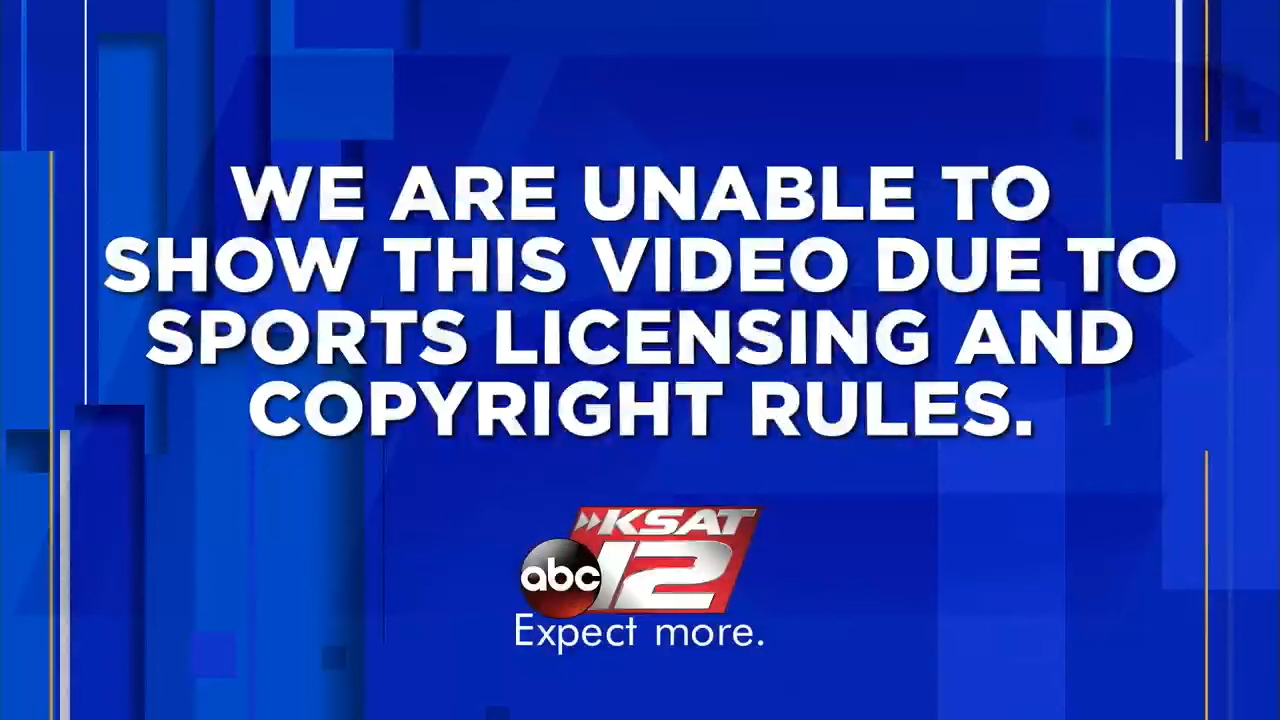 WE ARE UNABLE TO
SHOW THIS VIDEO DUE TO
SPORTS LICENSING AND
COPYRIGHT RULES.
KSAT
abc 12
Expect more.